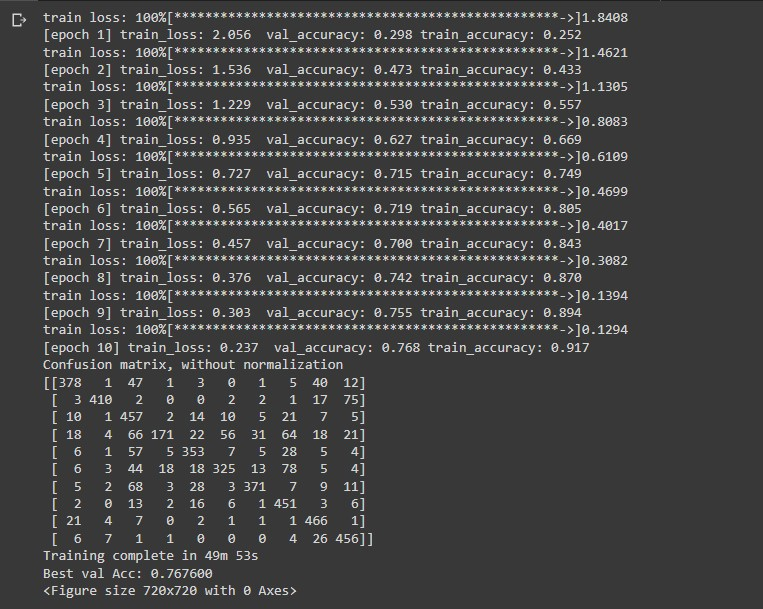 train loss: 100%[**************************************************->]1.8408
[epoch 1] train_loss: 2.056  val_accuracy: 0.298 train_accuracy: 0.252
train loss: 100%[**************************************************->]1.4621
[epoch 2] train_loss: 1.536  val_accuracy: 0.473 train_accuracy: 0.433
train loss: 100%[**************************************************->]1.1305
[epoch 3] train_loss: 1.229  val_accuracy: 0.530 train_accuracy: 0.557
train loss: 100%[**************************************************->]0.8083
[epoch 4] train_loss: 0.935  val_accuracy: 0.627 train_accuracy: 0.669
train loss: 100%[**************************************************->]0.6109
[epoch 5] train_loss: 0.727  val_accuracy: 0.715 train_accuracy: 0.749
train loss: 100%[**************************************************->]0.4699
[epoch 6] train_loss: 0.565  val_accuracy: 0.719 train_accuracy: 0.805
train loss: 100%[**************************************************->]0.4017
[epoch 7] train_loss: 0.457  val_accuracy: 0.700 train_accuracy: 0.843
train loss: 100%[**************************************************->]0.3082
[epoch 8] train_loss: 0.376  val_accuracy: 0.742 train_accuracy: 0.870
train loss: 100%[**************************************************->]0.1394
[epoch 9] train_loss: 0.303  val_accuracy: 0.755 train_accuracy: 0.894
train loss: 100%[**************************************************->]0.1294
[epoch 10] train_loss: 0.237  val_accuracy: 0.768 train_accuracy: 0.917
Confusion matrix, without normalization
[[378   1  47   1   3   0   1   5  40  12]
 [  3 410   2   0   0   2   2   1  17  75]
 [ 10   1 457   2  14  10   5  21   7   5]
 [ 18   4  66 171  22  56  31  64  18  21]
 [  6   1  57   5 353   7   5  28   5   4]
 [  6   3  44  18  18 325  13  78   5   4]
 [  5   2  68   3  28   3 371   7   9  11]
 [  2   0  13   2  16   6   1 451   3   6]
 [ 21   4   7   0   2   1   1   1 466   1]
 [  6   7   1   1   0   0   0   4  26 456]]
Training complete in 49m 53s
Best val Acc: 0.767600
<Figure size 720x720 with 0 Axes>